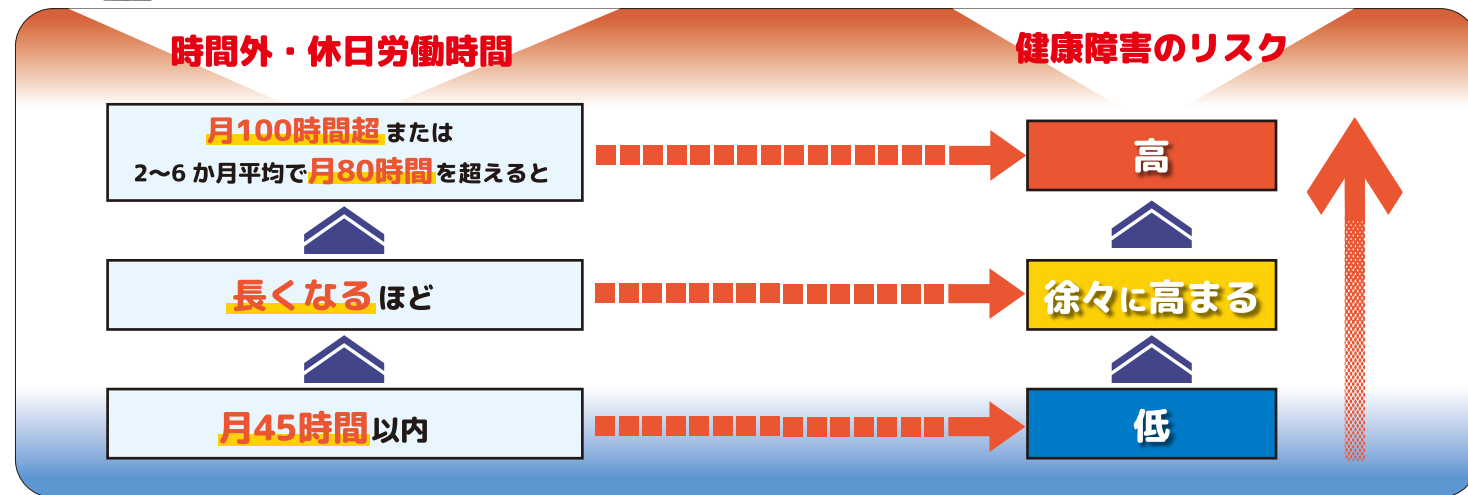 時間外・休日労働時間
健康障害のリスク
月100時間超または
2〜6か月平均で月80時間を超えると
高
長くなるほど
徐々に高まる
月45時間以内
低